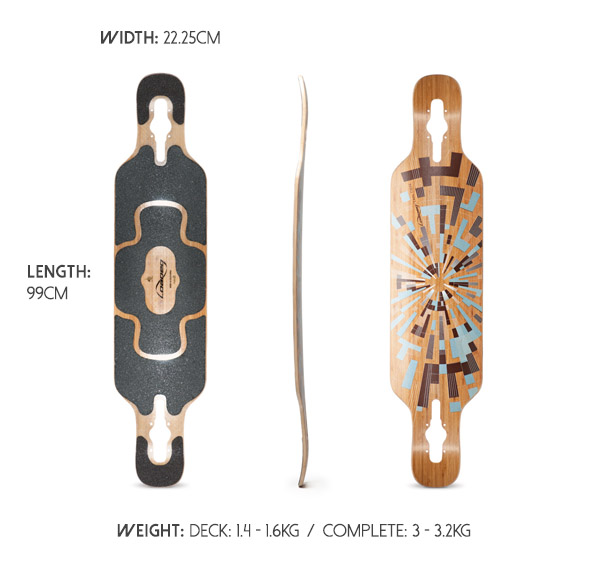 WIDTH: 22.25CM
LENGTH:
99CM
WEIGHT: DECK: 1.4 - 1.6KG / COMPLETE: 3 - 3.2KG